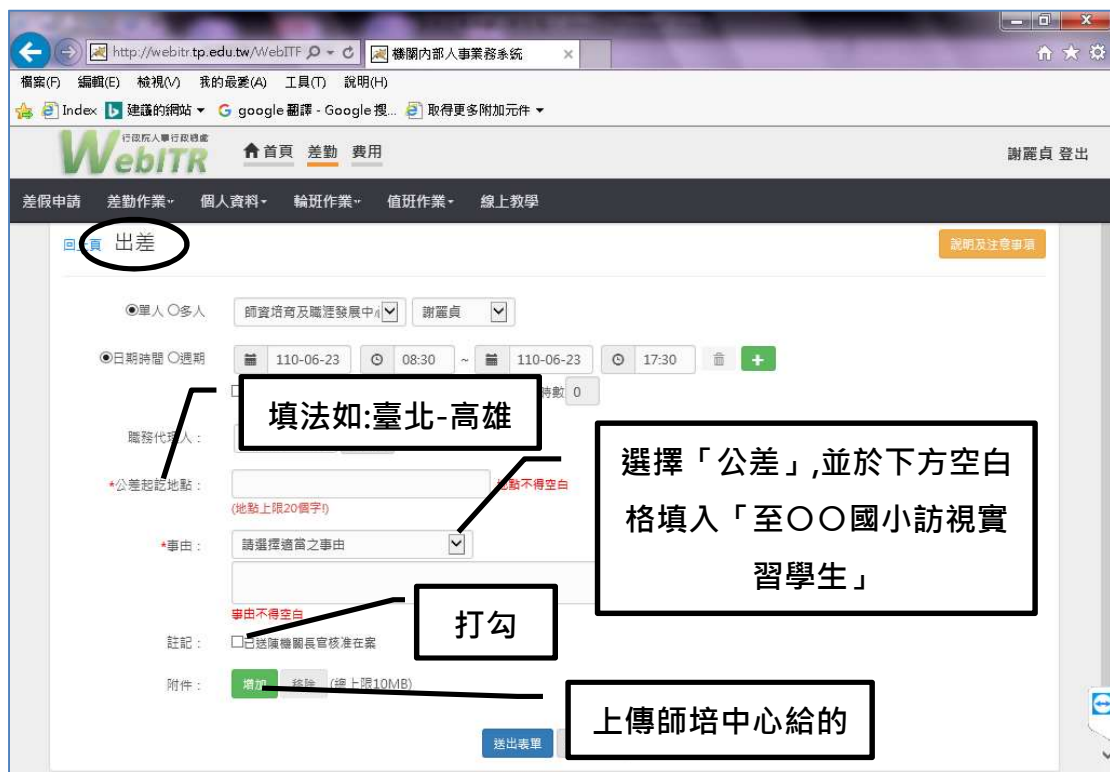 http://webitr.tp.edu.tw/WebITF
機關內部人事業務系統
檔案(F) 編輯(E) 檢視(V) 我的最愛(A) 工具(T) 說明(H)
Index 建議的網站 google 翻譯 - Google 搜... 取得更多附加元件
行政院人事行政總處
WebITR
首頁 差勤 費用
謝麗貞 登出
差假申請 差勤作業 個人資料 輪班作業 值班作業 線上教學
回上頁 出差
說明及注意事項
單人 多人 師資培育及職涯發展中 謝麗貞
日期時間 週期 110-06-23 08:30 ~ 110-06-23 17:30 +
時數 0
填法如:臺北-高雄
職務代理人:
選擇「公差」,並於下方空白
格填入「至〇〇國小訪視實
習學生」
*公差起訖地點: 地點不得空白
(地點上限20個字!)
*事由: 請選擇適當之事由
事由不得空白
打勾
註記: 已送陳機關長官核准在案
附件: 增加 移除 (總上限10MB)
上傳師培中心給的
送出表單